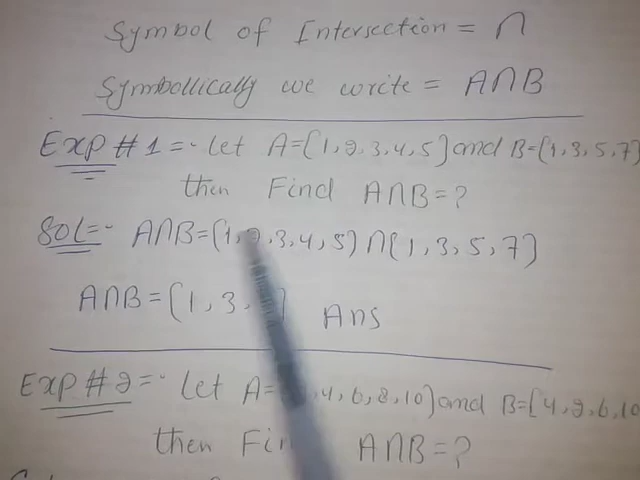 Symbol of Intersection = ∩
Symbollically we write = A∩B
Exp # 1 =- Let A={1,2,3,4,5} and B={1,3,5,7}
then Find A∩B=?
Sol=- A∩B={1,2,3,4,5}∩{1,3,5,7}
A∩B={1,3, } Ans
Exp # 2 =- Let A={ ,4,6,8,10} and B={4,2,6,10
then Find A∩B=?